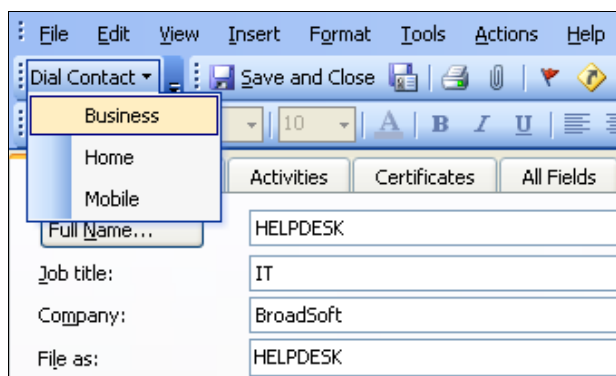 File Edit View Insert Format Tools Actions Help
Dial Contact Save and Close
Business
10 A B I U
Home
Activities Certificates All Fields
Mobile
Full Name... HELPDESK
Job title: IT
Company: BroadSoft
File as: HELPDESK